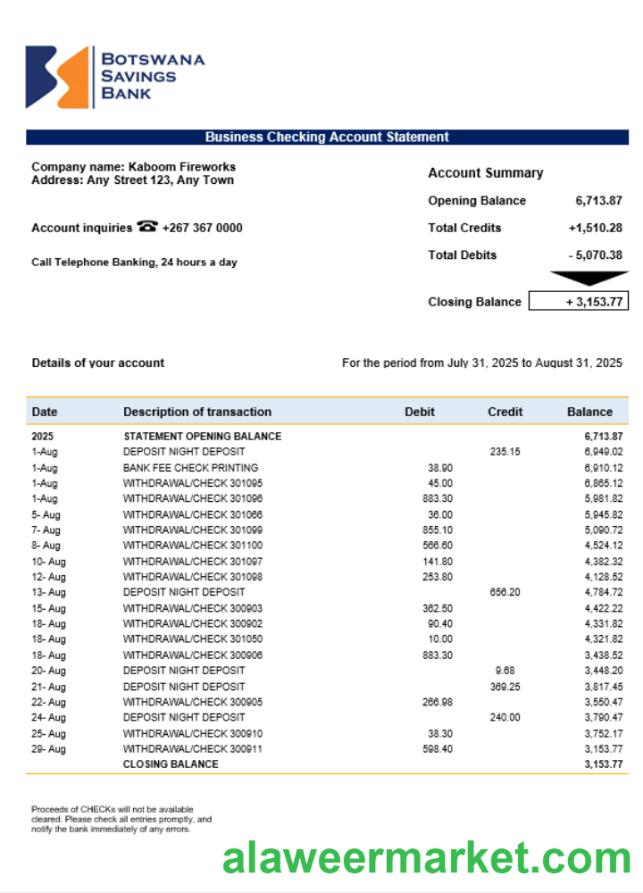 BOTSWANA
SAVINGS
BANK
Business Checking Account Statement
Company name: Kaboom Fireworks
Address: Any Street 123, Any Town
Account inquiries ☎ +267 367 0000
Call Telephone Banking, 24 hours a day
Account Summary
Opening Balance 6,713.87
Total Credits +1,510.28
Total Debits - 5,070.38
Closing Balance + 3,153.77
Details of your account For the period from July 31, 2025 to August 31, 2025
Date Description of transaction Debit Credit Balance
2025 STATEMENT OPENING BALANCE 6,713.87
1-Aug DEPOSIT NIGHT DEPOSIT 235.15 6,949.02
1-Aug BANK FEE CHECK PRINTING 38.90 6,910.12
1-Aug WITHDRAWAL/CHECK 301095 45.00 6,865.12
1-Aug WITHDRAWAL/CHECK 301096 883.30 5,981.82
5- Aug WITHDRAWAL/CHECK 301066 36.00 5,945.82
7- Aug WITHDRAWAL/CHECK 301099 855.10 5,090.72
8- Aug WITHDRAWAL/CHECK 301100 566.60 4,524.12
10- Aug WITHDRAWAL/CHECK 301097 141.80 4,382.32
12- Aug WITHDRAWAL/CHECK 301098 253.80 4,128.52
13- Aug DEPOSIT NIGHT DEPOSIT 656.20 4,784.72
15- Aug WITHDRAWAL/CHECK 300903 362.50 4,422.22
18- Aug WITHDRAWAL/CHECK 300902 90.40 4,331.82
18- Aug WITHDRAWAL/CHECK 301050 10.00 4,321.82
18- Aug WITHDRAWAL/CHECK 300906 883.30 3,438.52
20- Aug DEPOSIT NIGHT DEPOSIT 9.68 3,448.20
21- Aug DEPOSIT NIGHT DEPOSIT 369.25 3,817.45
22- Aug WITHDRAWAL/CHECK 300905 266.98 3,550.47
24- Aug DEPOSIT NIGHT DEPOSIT 240.00 3,790.47
25- Aug WITHDRAWAL/CHECK 300910 38.30 3,752.17
29- Aug WITHDRAWAL/CHECK 300911 598.40 3,153.77
CLOSING BALANCE 3,153.77
Proceeds of CHECKs will not be available
cleared. Please check all entries promptly, and
notify the bank immediately of any errors.
alaweermarket.com